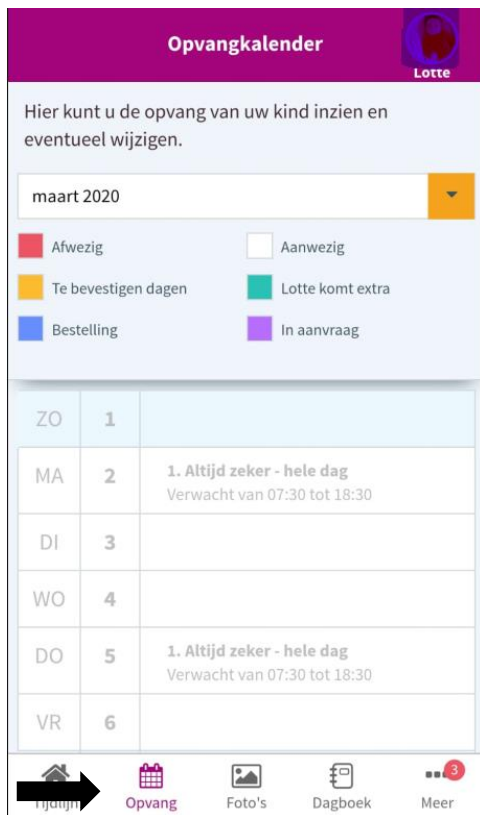 Opvangkalender
Lotte
Hier kunt u de opvang van uw kind inzien en
eventueel wijzigen.
maart 2020
Afwezig
Aanwezig
Te bevestigen dagen
Lotte komt extra
Bestelling
In aanvraag
ZO 1
MA 2 1. Altijd zeker - hele dag
Verwacht van 07:30 tot 18:30
DI 3
WO 4
DO 5 1. Altijd zeker - hele dag
Verwacht van 07:30 tot 18:30
VR 6
3
Tijdlijn Opvang Foto's Dagboek Meer